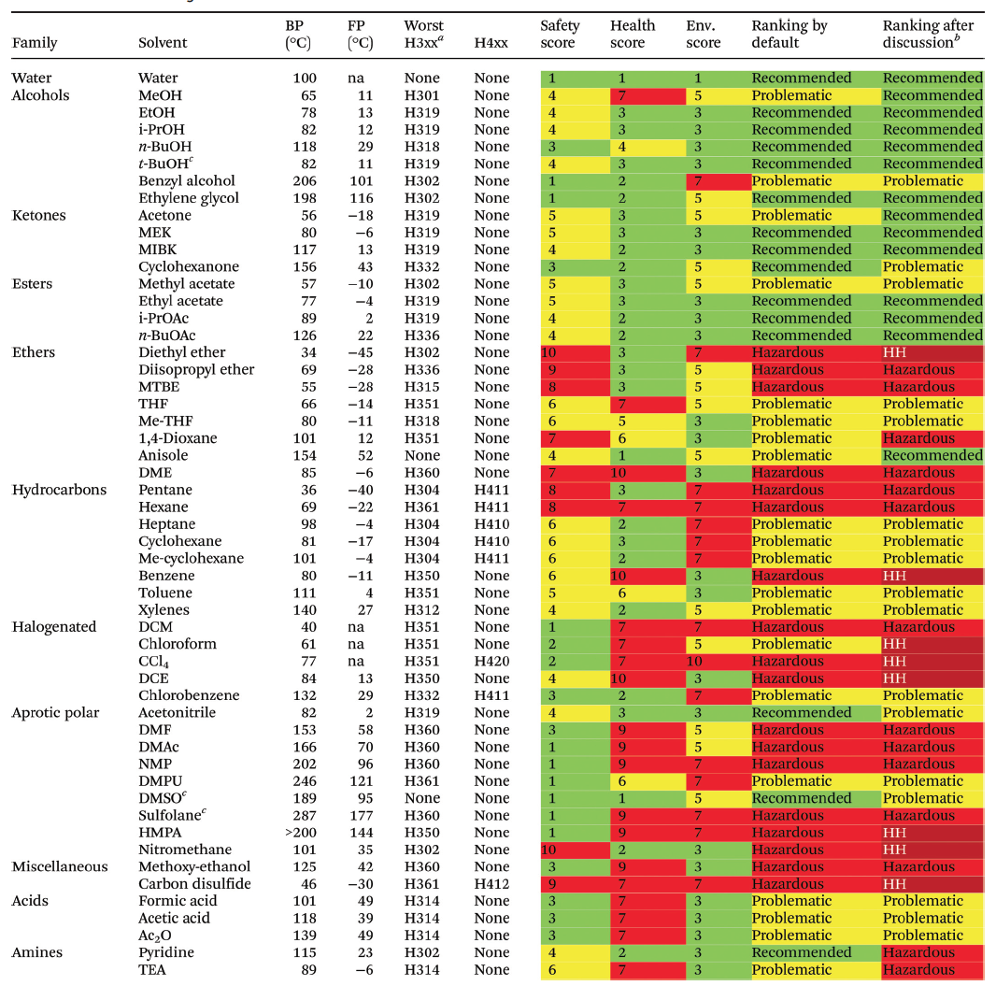 BP FP Worst Safety Health Env. Ranking by Ranking after
Family Solvent (°C) (°C) H3xxᵃ H4xx score score score default discussionᵇ
Water Water 100 na None None 1 1 1 Recommended Recommended
Alcohols MeOH 65 11 H301 None 4 7 5 Problematic Recommended
EtOH 78 13 H319 None 4 3 3 Recommended Recommended
i-PrOH 82 12 H319 None 4 3 3 Recommended Recommended
n-BuOH 118 29 H318 None 3 4 3 Recommended Recommended
t-BuOHᶜ 82 11 H319 None 4 3 3 Recommended Recommended
Benzyl alcohol 206 101 H302 None 1 2 7 Problematic Problematic
Ethylene glycol 198 116 H302 None 1 2 5 Recommended Recommended
Ketones Acetone 56 −18 H319 None 5 3 5 Problematic Recommended
MEK 80 −6 H319 None 5 3 3 Recommended Recommended
MIBK 117 13 H319 None 4 2 3 Recommended Recommended
Cyclohexanone 156 43 H332 None 3 2 5 Recommended Problematic
Esters Methyl acetate 57 −10 H302 None 5 3 5 Problematic Problematic
Ethyl acetate 77 −4 H319 None 5 3 3 Recommended Recommended
i-PrOAc 89 2 H319 None 4 2 3 Recommended Recommended
n-BuOAc 126 22 H336 None 4 2 3 Recommended Recommended
Ethers Diethyl ether 34 −45 H302 None 10 3 7 Hazardous HH
Diisopropyl ether 69 −28 H336 None 9 3 5 Hazardous Hazardous
MTBE 55 −28 H315 None 8 3 5 Hazardous Hazardous
THF 66 −14 H351 None 6 7 5 Problematic Problematic
Me-THF 80 −11 H318 None 6 5 3 Problematic Problematic
1,4-Dioxane 101 12 H351 None 7 6 3 Problematic Hazardous
Anisole 154 52 None None 4 1 5 Problematic Recommended
DME 85 −6 H360 None 7 10 3 Hazardous Hazardous
Hydrocarbons Pentane 36 −40 H304 H411 8 3 7 Hazardous Hazardous
Hexane 69 −22 H361 H411 8 7 7 Hazardous Hazardous
Heptane 98 −4 H304 H410 6 2 7 Problematic Problematic
Cyclohexane 81 −17 H304 H410 6 3 7 Problematic Problematic
Me-cyclohexane 101 −4 H304 H411 6 2 7 Problematic Problematic
Benzene 80 −11 H350 None 6 10 3 Hazardous HH
Toluene 111 4 H351 None 5 6 3 Problematic Problematic
Xylenes 140 27 H312 None 4 2 5 Problematic Problematic
Halogenated DCM 40 na H351 None 1 7 7 Hazardous Hazardous
Chloroform 61 na H351 None 2 7 5 Problematic HH
CCl₄ 77 na H351 H420 2 7 10 Hazardous HH
DCE 84 13 H350 None 4 10 3 Hazardous HH
Chlorobenzene 132 29 H332 H411 3 2 7 Problematic Problematic
Aprotic polar Acetonitrile 82 2 H319 None 4 3 3 Recommended Problematic
DMF 153 58 H360 None 3 9 5 Hazardous Hazardous
DMAc 166 70 H360 None 1 9 5 Hazardous Hazardous
NMP 202 96 H360 None 1 9 7 Hazardous Hazardous
DMPU 246 121 H361 None 1 6 7 Problematic Problematic
DMSOᶜ 189 95 None None 1 1 5 Recommended Problematic
Sulfolaneᶜ 287 177 H360 None 1 9 7 Hazardous Hazardous
HMPA >200 144 H350 None 1 9 7 Hazardous HH
Nitromethane 101 35 H302 None 10 2 3 Hazardous HH
Miscellaneous Methoxy-ethanol 125 42 H360 None 3 9 3 Hazardous Hazardous
Carbon disulfide 46 −30 H361 H412 9 7 7 Hazardous HH
Acids Formic acid 101 49 H314 None 3 7 3 Problematic Problematic
Acetic acid 118 39 H314 None 3 7 3 Problematic Problematic
Ac₂O 139 49 H314 None 3 7 3 Problematic Problematic
Amines Pyridine 115 23 H302 None 4 2 3 Recommended Hazardous
TEA 89 −6 H314 None 6 7 3 Problematic Hazardous